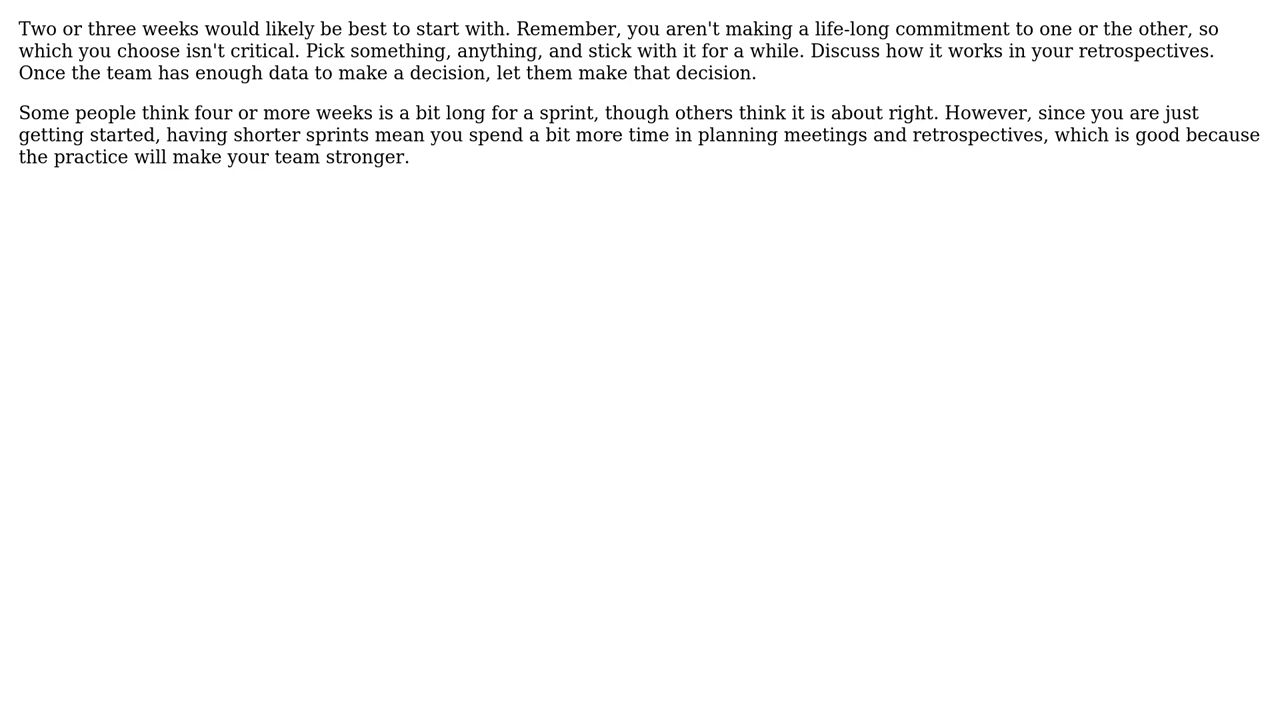 Two or three weeks would likely be best to start with. Remember, you aren't making a life-long commitment to one or the other, so
which you choose isn't critical. Pick something, anything, and stick with it for a while. Discuss how it works in your retrospectives.
Once the team has enough data to make a decision, let them make that decision.
Some people think four or more weeks is a bit long for a sprint, though others think it is about right. However, since you are just
getting started, having shorter sprints mean you spend a bit more time in planning meetings and retrospectives, which is good because
the practice will make your team stronger.